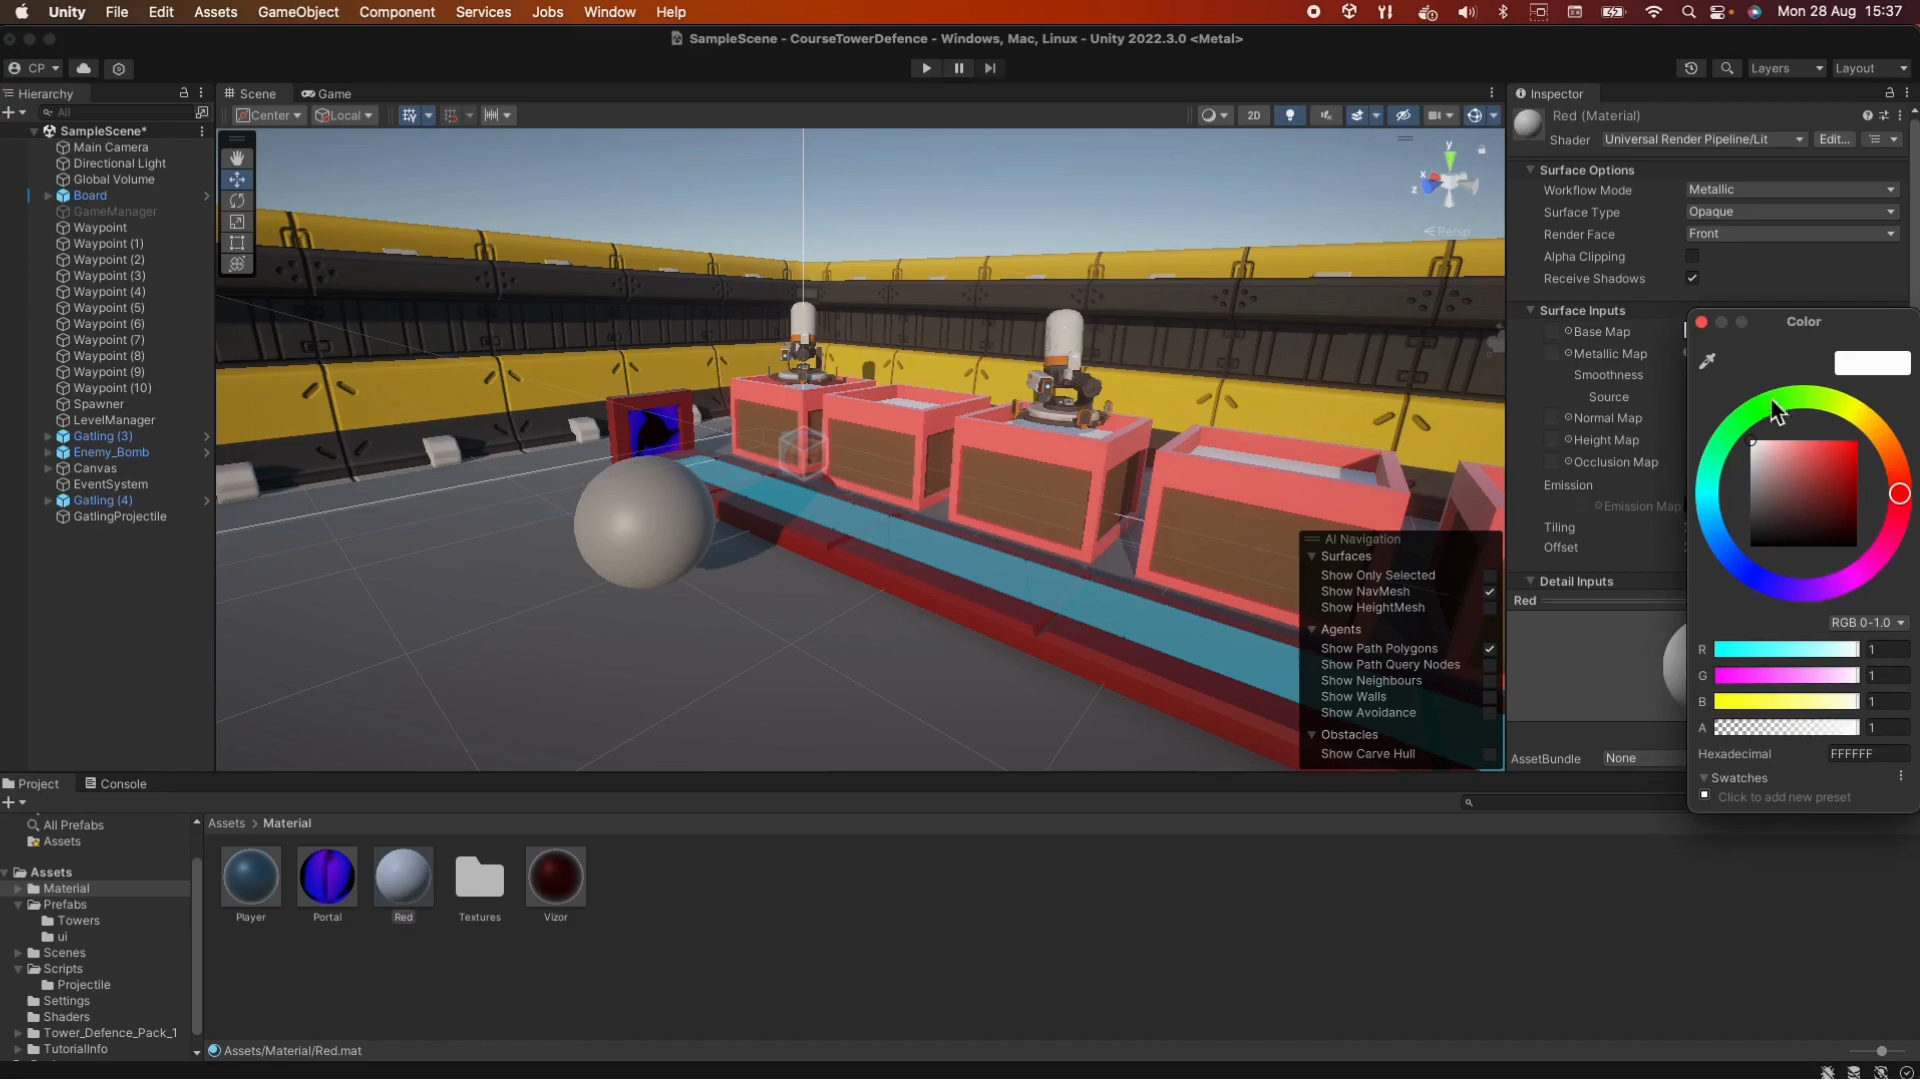 Unity File Edit Assets GameObject Component Services Jobs Window Help Mon 28 Aug 15:37
SampleScene - CourseTowerDefence - Windows, Mac, Linux - Unity 2022.3.0 <Metal>
CP Layers Layout
Hierarchy
All
SampleScene*
Main Camera
Directional Light
Global Volume
Board
GameManager
Waypoint
Waypoint (1)
Waypoint (2)
Waypoint (3)
Waypoint (4)
Waypoint (5)
Waypoint (6)
Waypoint (7)
Waypoint (8)
Waypoint (9)
Waypoint (10)
Spawner
LevelManager
Gatling (3)
Enemy_Bomb
Canvas
EventSystem
Gatling (4)
GatlingProjectile
Scene Game
Center Local 2D
y
x
z
Persp
AI Navigation
Surfaces
Show Only Selected
Show NavMesh
Show HeightMesh
Agents
Show Path Polygons
Show Path Query Nodes
Show Neighbours
Show Walls
Show Avoidance
Obstacles
Show Carve Hull
Inspector
Red (Material)
Shader Universal Render Pipeline/Lit Edit...
Surface Options
Workflow Mode Metallic
Surface Type Opaque
Render Face Front
Alpha Clipping
Receive Shadows
Surface Inputs
Base Map
Metallic Map
Smoothness
Source
Normal Map
Height Map
Occlusion Map
Emission
Emission Map
Tiling
Offset
Detail Inputs
Red
AssetBundle None
Color
RGB 0-1.0
R 1
G 1
B 1
A 1
Hexadecimal FFFFFF
Swatches
Click to add new preset
Project Console
All Prefabs
Assets
Assets
Material
Prefabs
Towers
ui
Scenes
Scripts
Projectile
Settings
Shaders
Tower_Defence_Pack_1
TutorialInfo
Assets > Material
Player Portal Red Textures Vizor
Assets/Material/Red.mat